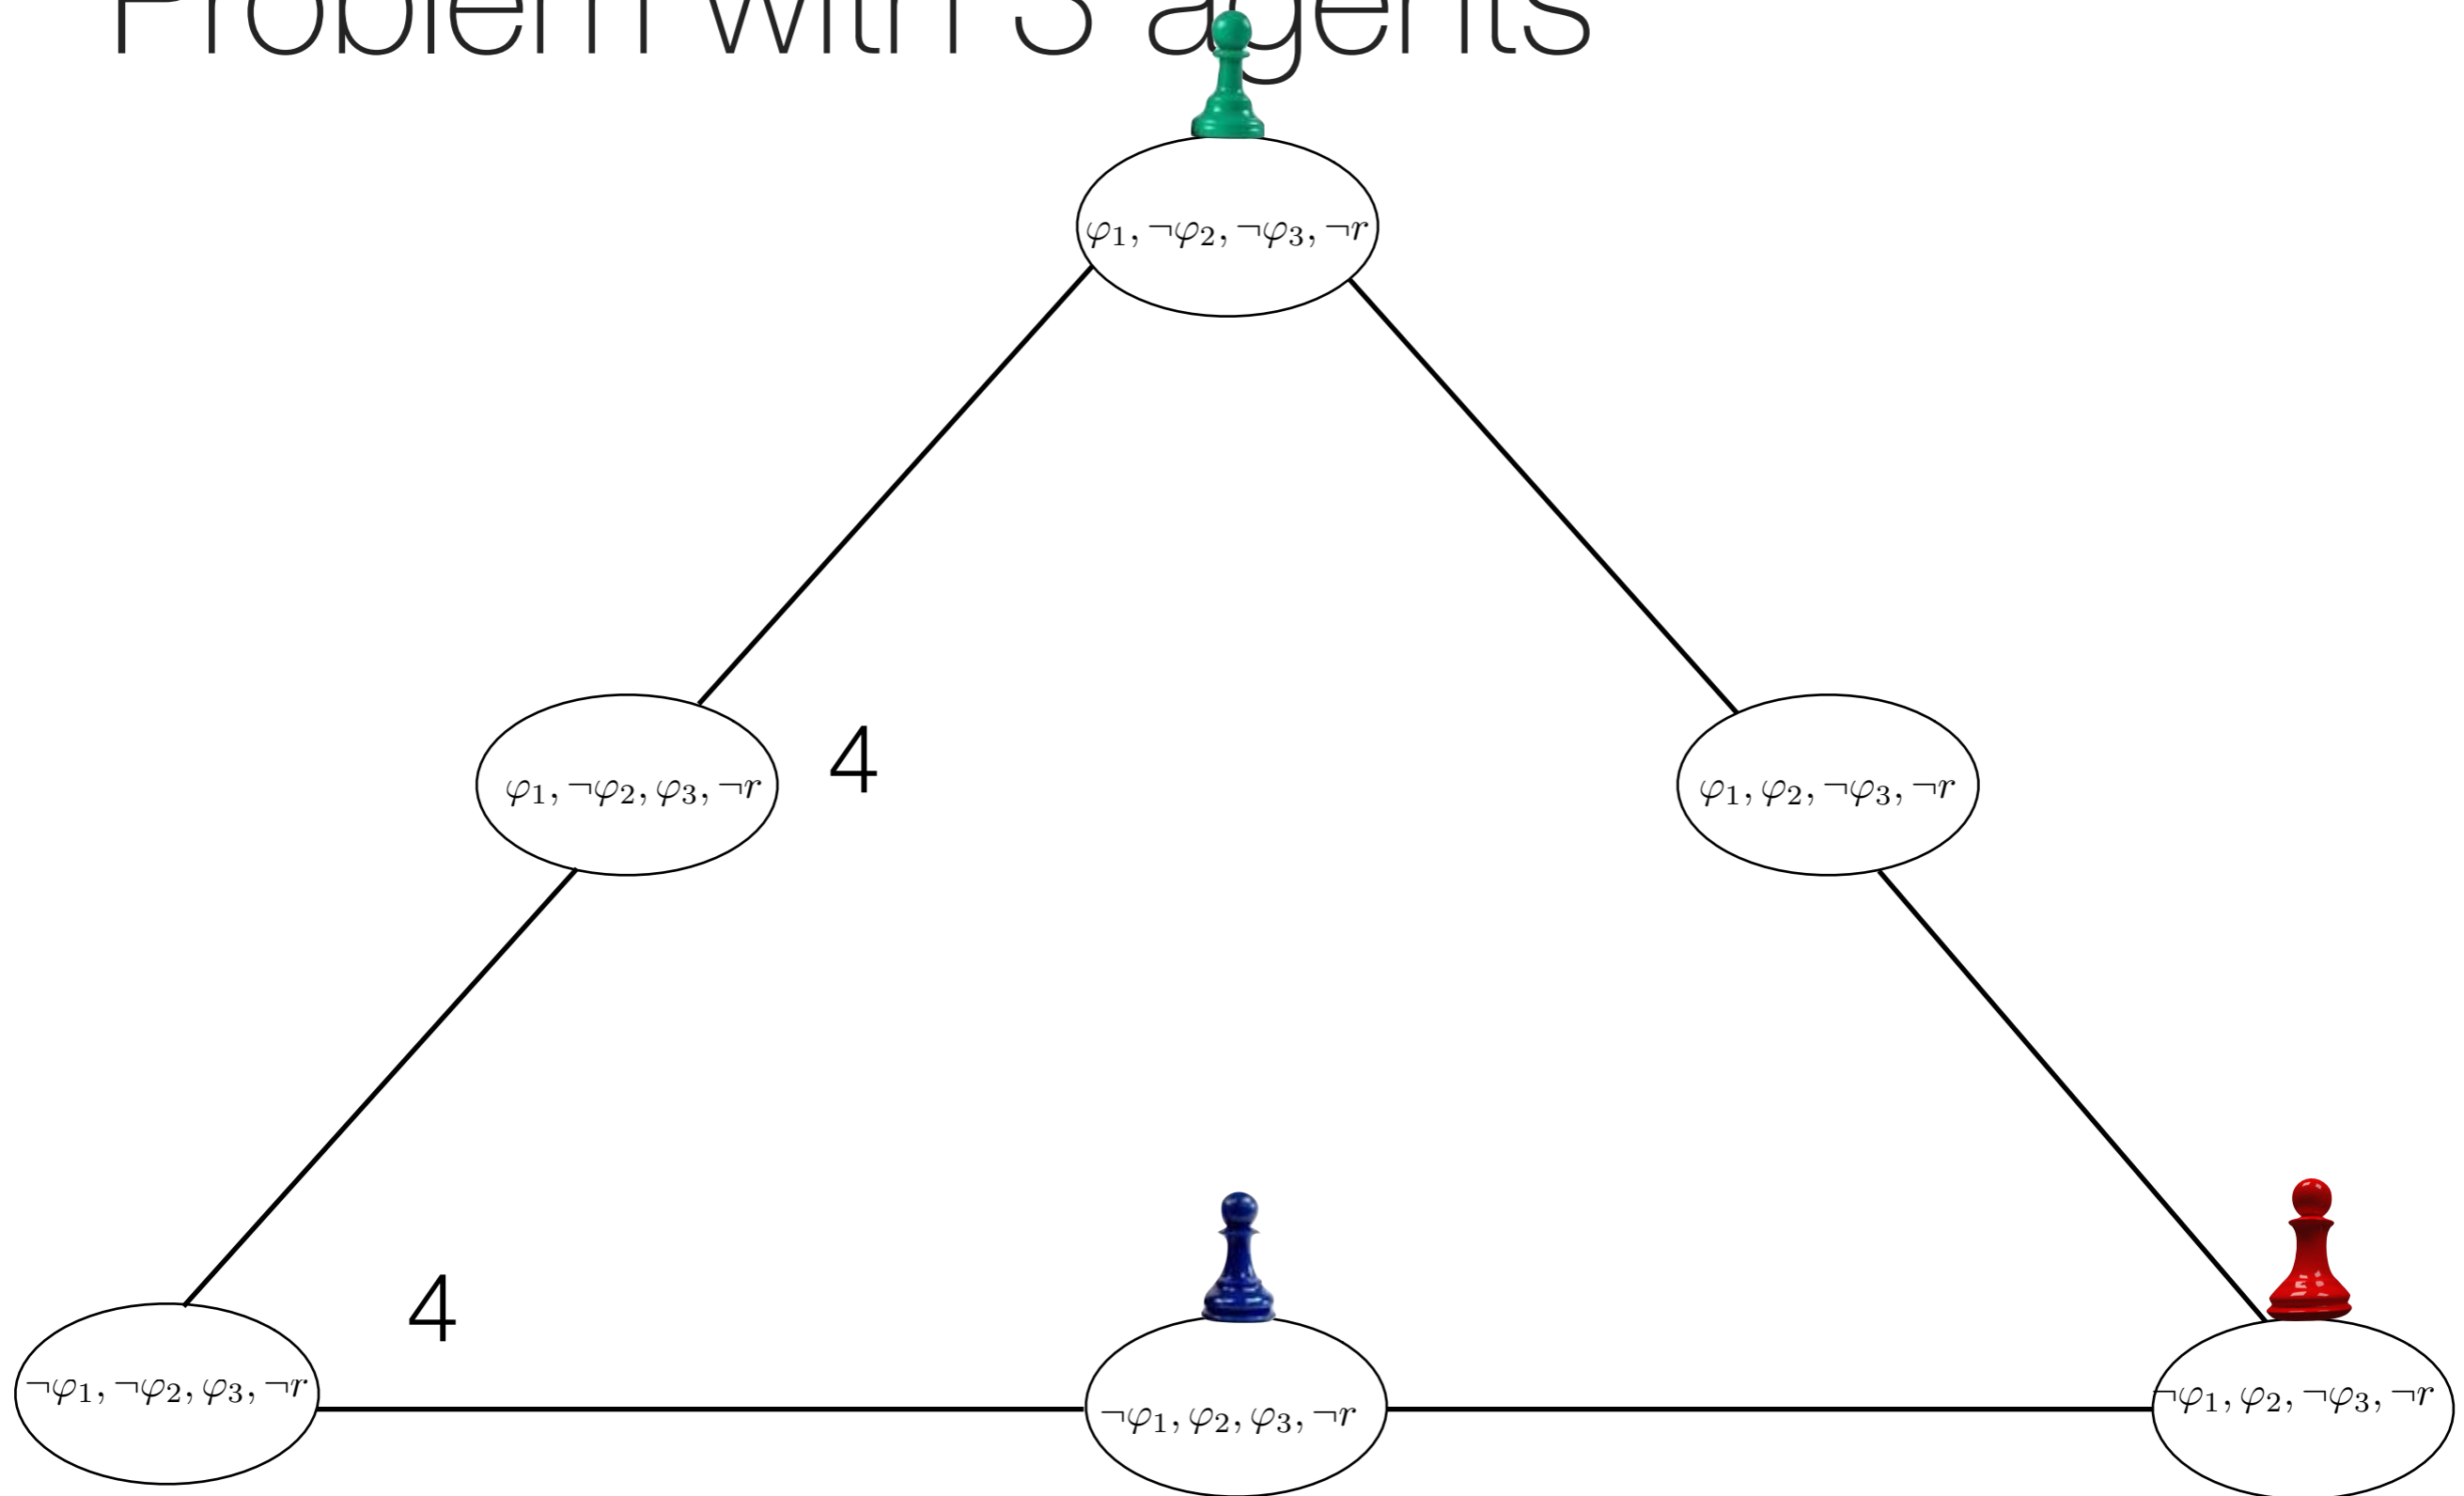 Problem with 3 agents
φ₁, ¬φ₂, ¬φ₃, ¬r
φ₁, ¬φ₂, φ₃, ¬r
4
φ₁, φ₂, ¬φ₃, ¬r
4
¬φ₁, ¬φ₂, φ₃, ¬r
¬φ₁, φ₂, φ₃, ¬r
¬φ₁, φ₂, ¬φ₃, ¬r